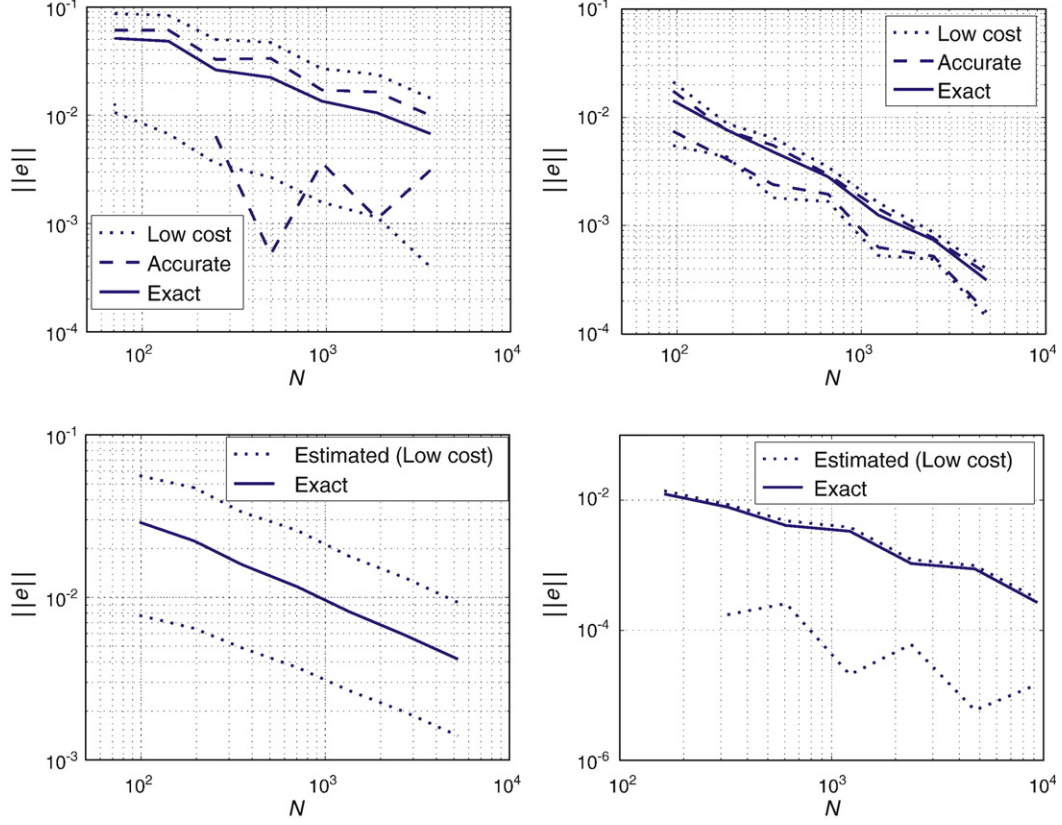 10^-1
10^-2
10^-3
10^-4
||e||
Low cost
Accurate
Exact
10^2
10^3
10^4
N
10^-1
10^-2
10^-3
10^-4
||e||
Low cost
Accurate
Exact
10^2
10^3
10^4
N
10^-1
10^-2
10^-3
||e||
Estimated (Low cost)
Exact
10^2
10^3
10^4
N
10^-2
10^-4
10^-6
||e||
Estimated (Low cost)
Exact
10^2
10^3
10^4
N